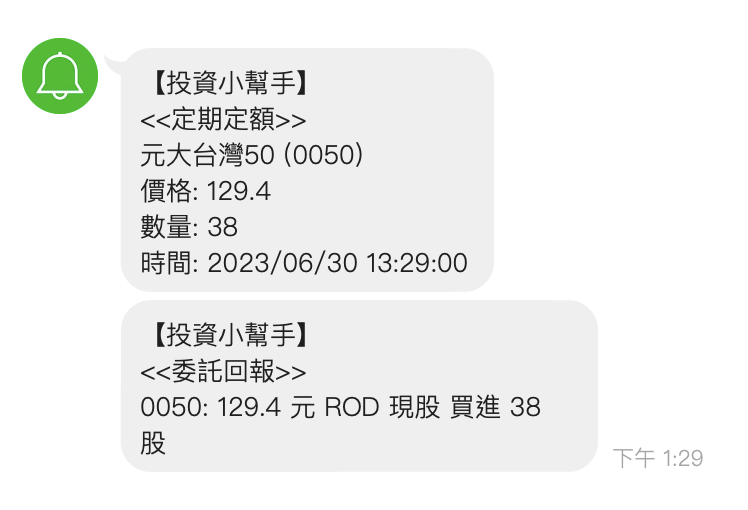 【投資小幫手】
<<定期定額>>
元大台灣50 (0050)
價格: 129.4
數量: 38
時間: 2023/06/30 13:29:00
【投資小幫手】
<<委託回報>>
0050: 129.4 元 ROD 現股 買進 38
股
下午 1:29